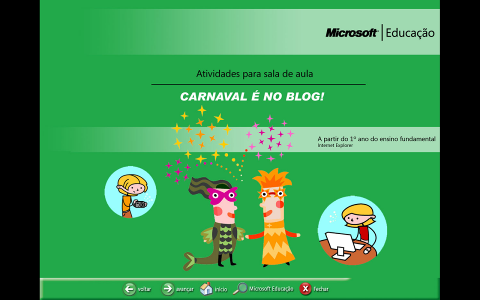 Microsoft Educação
Atividades para sala de aula
CARNAVAL É NO BLOG!
A partir do 1º ano do ensino fundamental
Internet Explorer
voltar avançar início Microsoft Educação fechar